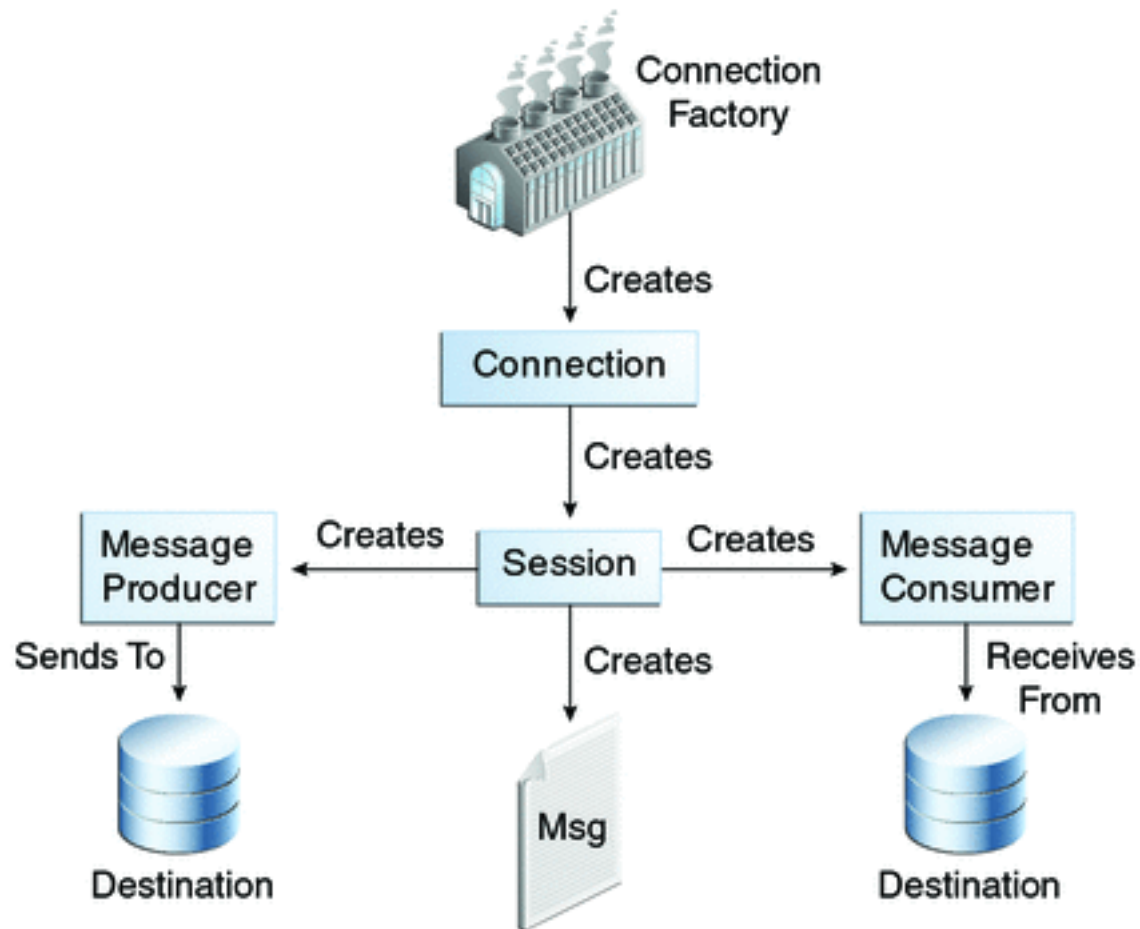 Connection
Factory
Creates
Connection
Creates
Message
Producer
Creates
Session
Creates
Message
Consumer
Sends To
Creates
Receives
From
Destination
Msg
Destination